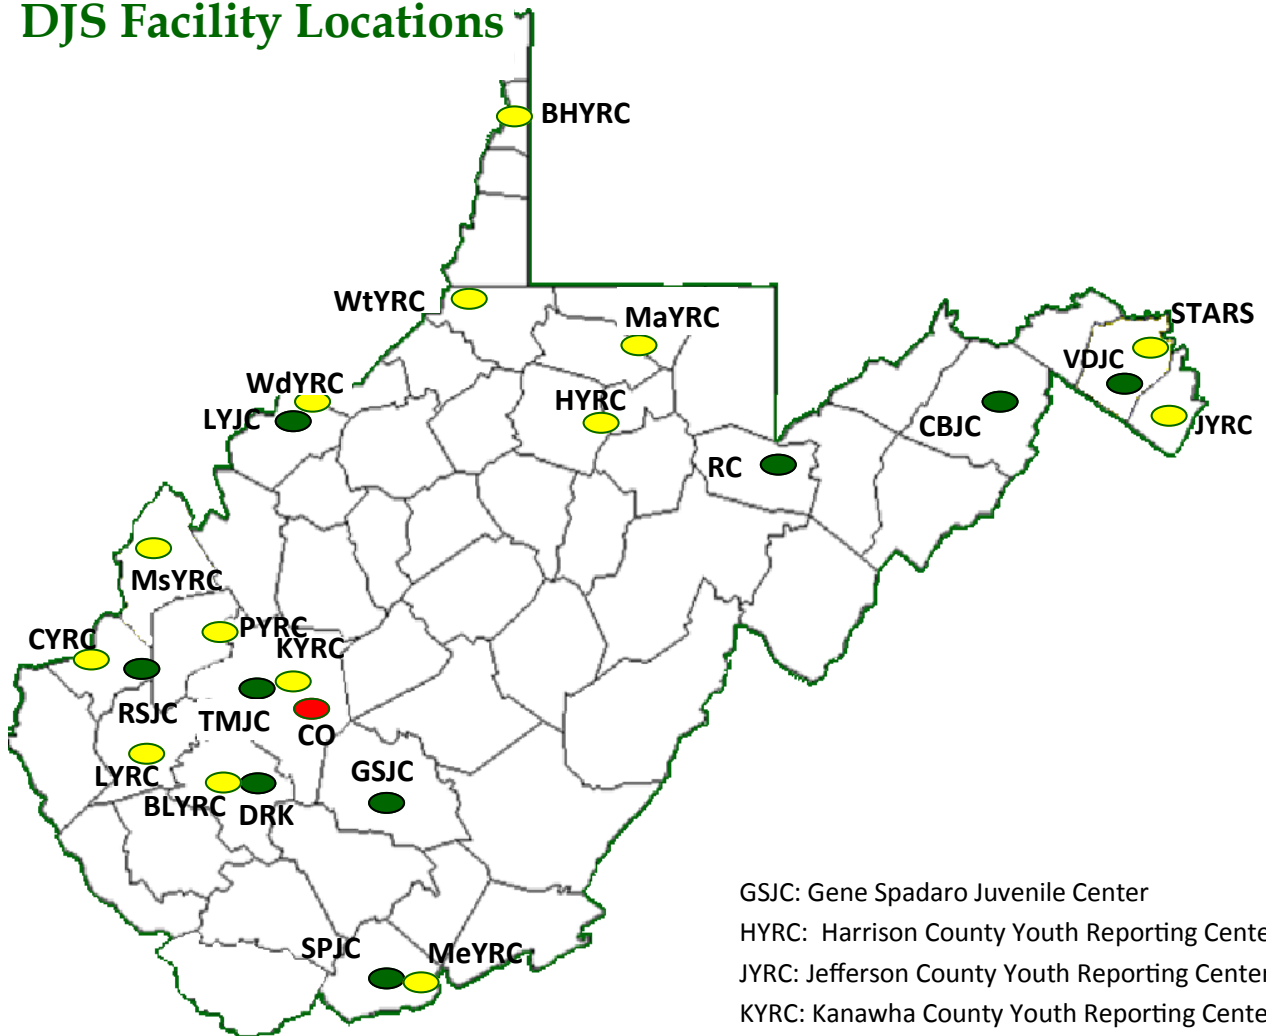 DJS Facility Locations
BHYRC
WtYRC
MaYRC
STARS
VDJC
WdYRC
HYRC
LYJC
CBJC
JYRC
RC
MsYRC
CYRC
PYRC
KYRC
RSJC
TMJC
CO
LYRC
GSJC
BLYRC
DRK
SPJC
MeYRC
GSJC: Gene Spadaro Juvenile Center
HYRC: Harrison County Youth Reporting Cente
JYRC: Jefferson County Youth Reporting Center
KYRC: Kanawha County Youth Reporting Cente